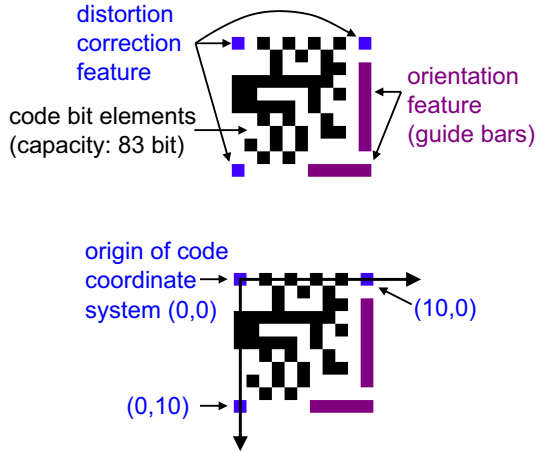 distortion
correction
feature
code bit elements
(capacity: 83 bit)
orientation
feature
(guide bars)
origin of code
coordinate
system (0,0)
(10,0)
(0,10)